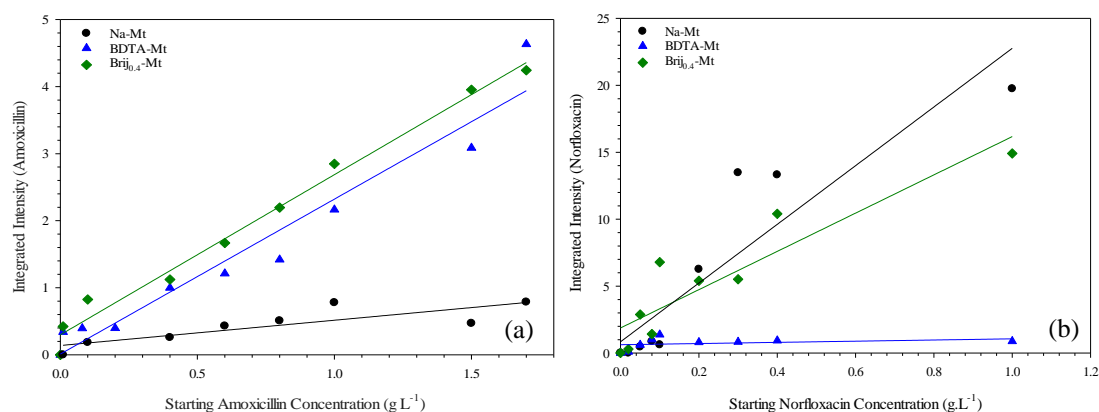 5
4
3
2
1
0
Integrated Intensity (Amoxicillin)
Na-Mt
BDTA-Mt
Brij0.4-Mt
(a)
0.0 0.5 1.0 1.5
Starting Amoxicillin Concentration (g L-1)
25
20
15
10
5
0
Integrated Intensity (Norfloxacin)
Na-Mt
BDTA-Mt
Brij0.4-Mt
(b)
0.0 0.2 0.4 0.6 0.8 1.0 1.2
Starting Norfloxacin Concentration (g.L-1)